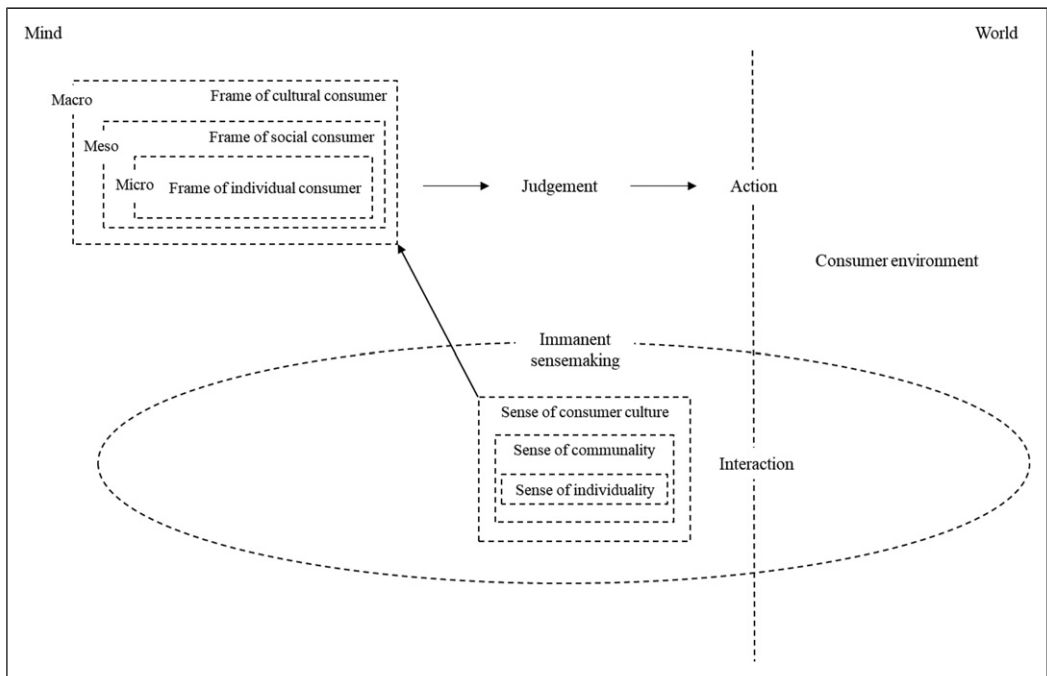 Mind
World
Macro
Frame of cultural consumer
Meso
Frame of social consumer
Micro
Frame of individual consumer
Judgement
Action
Consumer environment
Immanent
sensemaking
Sense of consumer culture
Sense of communality
Sense of individuality
Interaction